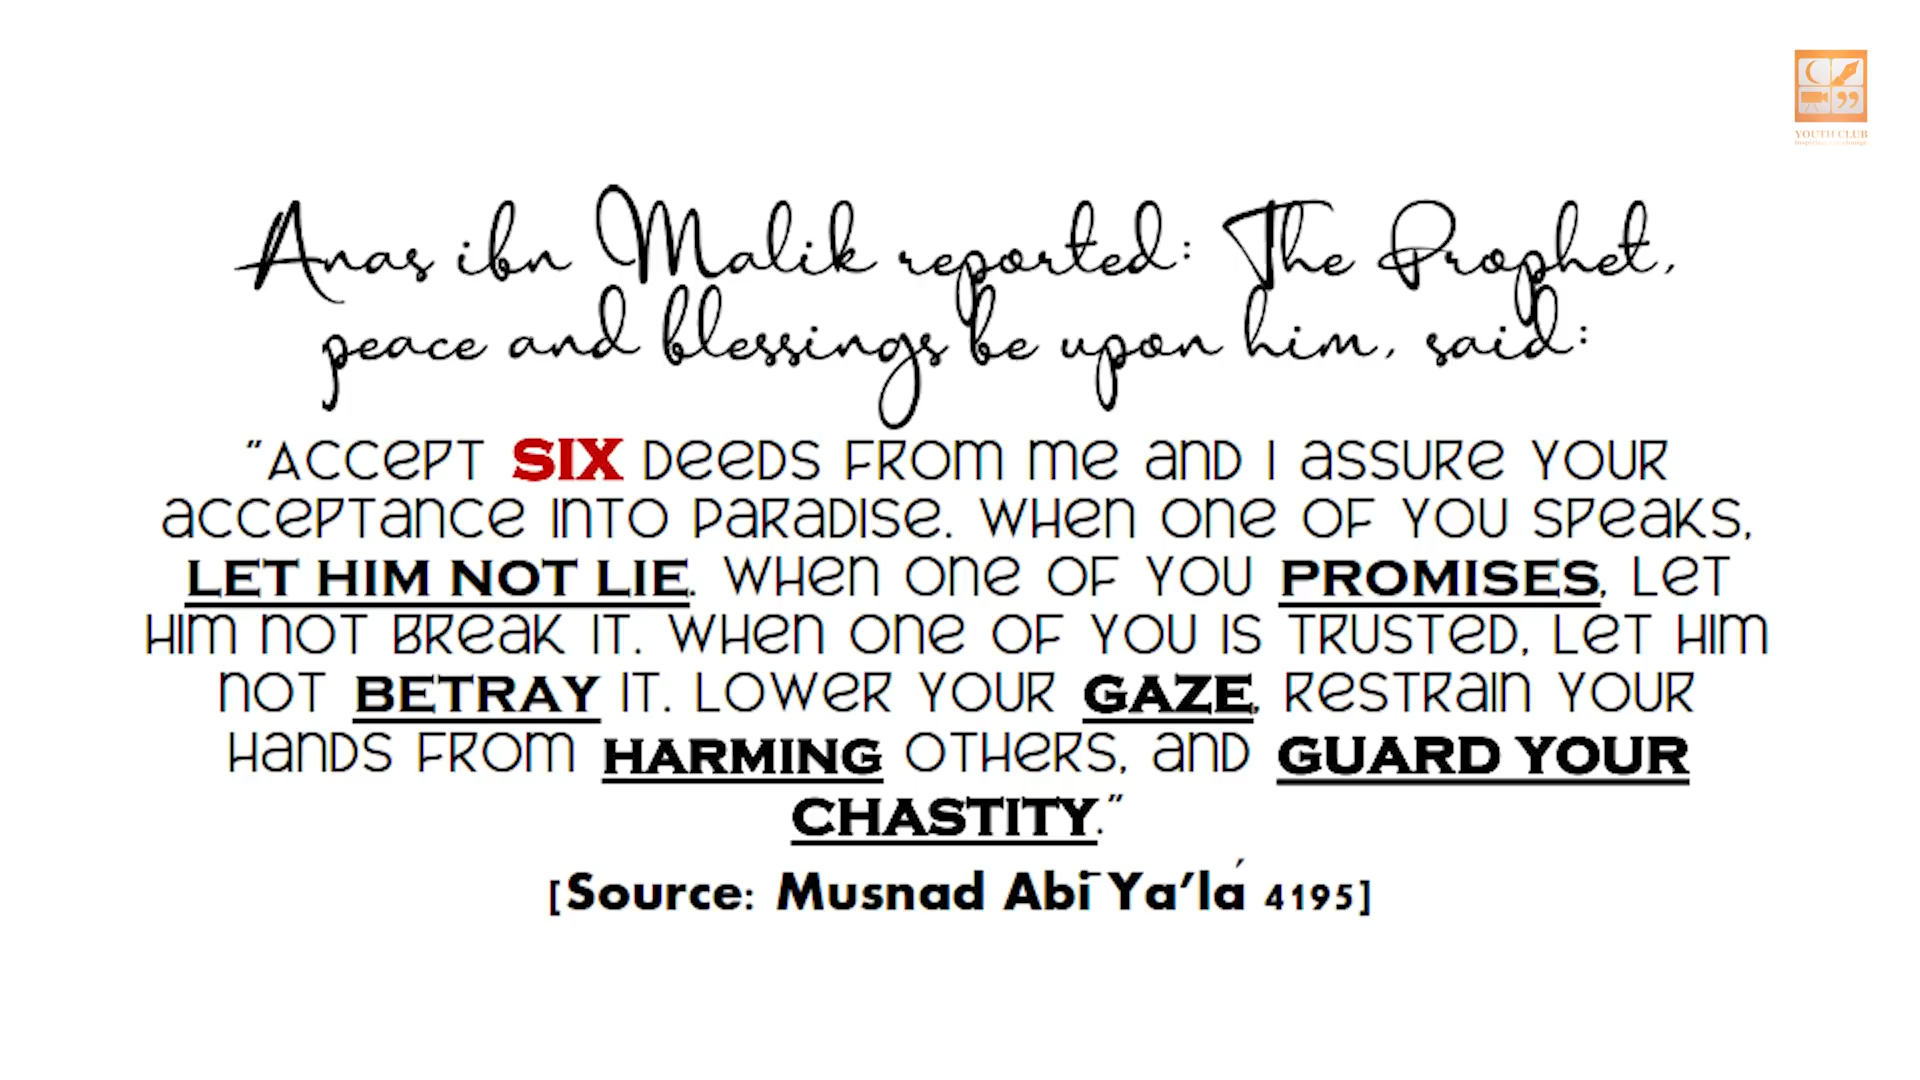 YOUTH CLUB
Anas ibn Malik reported: The Prophet,
peace and blessings be upon him, said:
"Accept SIX deeds from me and I assure your
acceptance into Paradise. When one of you speaks,
LET HIM NOT LIE. When one of you PROMISES, let
him not break it. When one of you is trusted, let him
not BETRAY it. Lower your GAZE, restrain your
hands from HARMING others, and GUARD YOUR
CHASTITY."
[Source: Musnad Abī Ya'lá 4195]